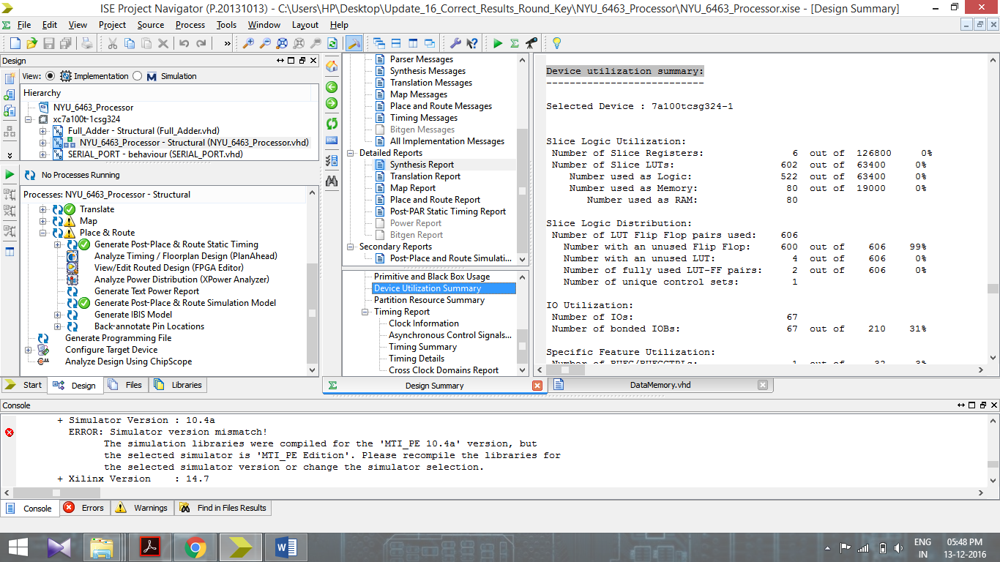 ISE Project Navigator (P.20131013) - C:\Users\HP\Desktop\Update_16_Correct_Results_Round_Key\NYU_6463_Processor\NYU_6463_Processor.xise - [Design Summary]
File Edit View Project Source Process Tools Window Layout Help
Design
View: Implementation Simulation
Hierarchy
NYU_6463_Processor
xc7a100t-1csg324
Full_Adder - Structural (Full_Adder.vhd)
NYU_6463_Processor - Structural (NYU_6463_Processor.vhd)
SERIAL_PORT - behaviour (SERIAL_PORT.vhd)
No Processes Running
Processes: NYU_6463_Processor - Structural
Translate
Map
Place & Route
Generate Post-Place & Route Static Timing
Analyze Timing / Floorplan Design (PlanAhead)
View/Edit Routed Design (FPGA Editor)
Analyze Power Distribution (XPower Analyzer)
Generate Text Power Report
Generate Post-Place & Route Simulation Model
Generate IBIS Model
Back-annotate Pin Locations
Generate Programming File
Configure Target Device
Analyze Design Using ChipScope
Start Design Files Libraries
Parser Messages
Synthesis Messages
Translation Messages
Map Messages
Place and Route Messages
Timing Messages
Bitgen Messages
All Implementation Messages
Detailed Reports
Synthesis Report
Translation Report
Map Report
Place and Route Report
Post-PAR Static Timing Report
Power Report
Bitgen Report
Secondary Reports
Post-Place and Route Simulati...
Primitive and Black Box Usage
Device Utilization Summary
Partition Resource Summary
Timing Report
Clock Information
Asynchronous Control Signals...
Timing Summary
Timing Details
Cross Clock Domains Report
Device utilization summary:
---------------------------
Selected Device : 7a100tcsg324-1
Slice Logic Utilization:
Number of Slice Registers: 6 out of 126800 0%
Number of Slice LUTs: 602 out of 63400 0%
Number used as Logic: 522 out of 63400 0%
Number used as Memory: 80 out of 19000 0%
Number used as RAM: 80
Slice Logic Distribution:
Number of LUT Flip Flop pairs used: 606
Number with an unused Flip Flop: 600 out of 606 99%
Number with an unused LUT: 4 out of 606 0%
Number of fully used LUT-FF pairs: 2 out of 606 0%
Number of unique control sets: 1
IO Utilization:
Number of IOs: 67
Number of bonded IOBs: 67 out of 210 31%
Specific Feature Utilization:
Number of BUFG/BUFGCTRLs: 1 out of 32 3%
Design Summary DataMemory.vhd
Console
+ Simulator Version : 10.4a
ERROR: Simulator version mismatch!
The simulation libraries were compiled for the 'MTI_PE 10.4a' version, but
the selected simulator is 'MTI_PE Edition'. Please recompile the libraries for
the selected simulator version or change the simulator selection.
+ Xilinx Version : 14.7
Console Errors Warnings Find in Files Results
ENG 05:48 PM
IN 13-12-2016